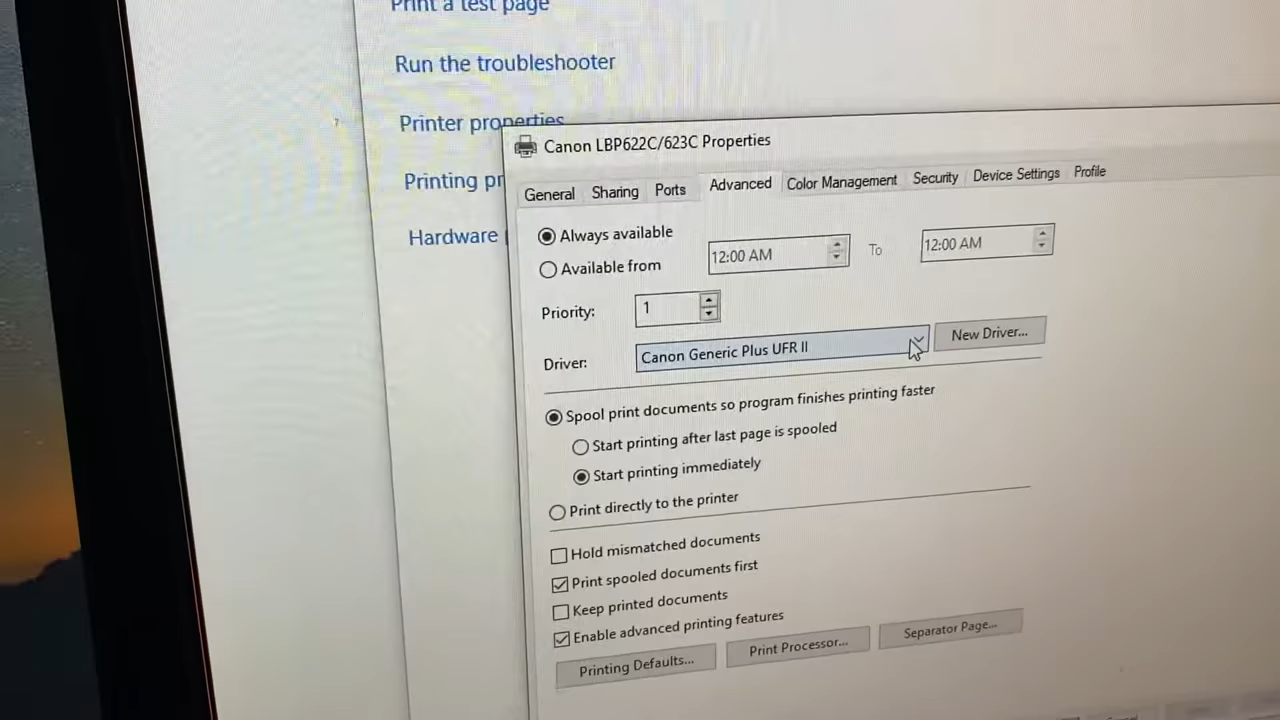 Print a test page
Run the troubleshooter
Printer properties
Printing pr
Hardware
Canon LBP622C/623C Properties
General Sharing Ports Advanced Color Management Security Device Settings Profile
Always available
Available from 12:00 AM To 12:00 AM
Priority: 1
Driver: Canon Generic Plus UFR II New Driver...
Spool print documents so program finishes printing faster
Start printing after last page is spooled
Start printing immediately
Print directly to the printer
Hold mismatched documents
Print spooled documents first
Keep printed documents
Enable advanced printing features
Printing Defaults... Print Processor... Separator Page...